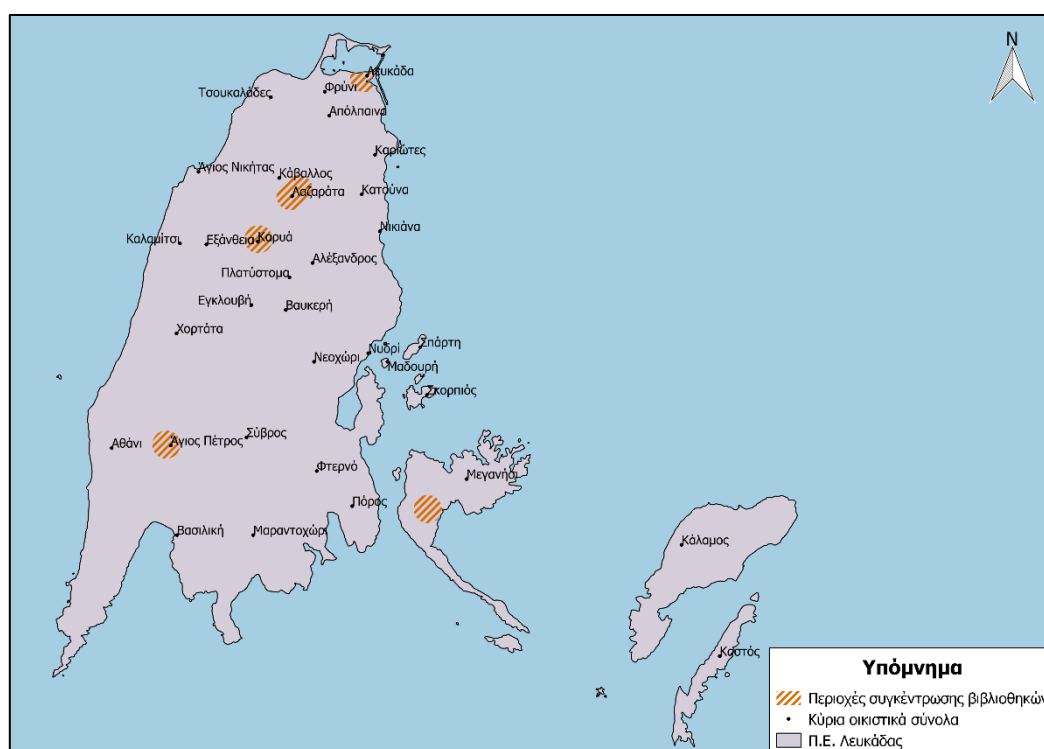 N
Λευκάδα
Τσουκαλάδες
Φρύνι
Απόλπαινα
Καριώτες
Άγιος Νικήτας
Κάβαλλος
Λαζαράτα
Κατούνα
Νικιάνα
Καλαμίτσι
Εξάνθεια
Καρυά
Αλέξανδρος
Πλατύστομα
Εγκλουβή
Βαυκερή
Χορτάτα
Νεοχώρι
Νυδρί
Σπάρτη
Μαδουρή
Σκορπιός
Αθάνι
Άγιος Πέτρος
Σύβρος
Φτερνό
Μεγανήσι
Πόρος
Βασιλική
Μαραντοχώρι
Κάλαμος
Καστός
Υπόμνημα
Περιοχές συγκέντρωσης βιβλιοθηκών
Κύρια οικιστικά σύνολα
Π.Ε. Λευκάδας